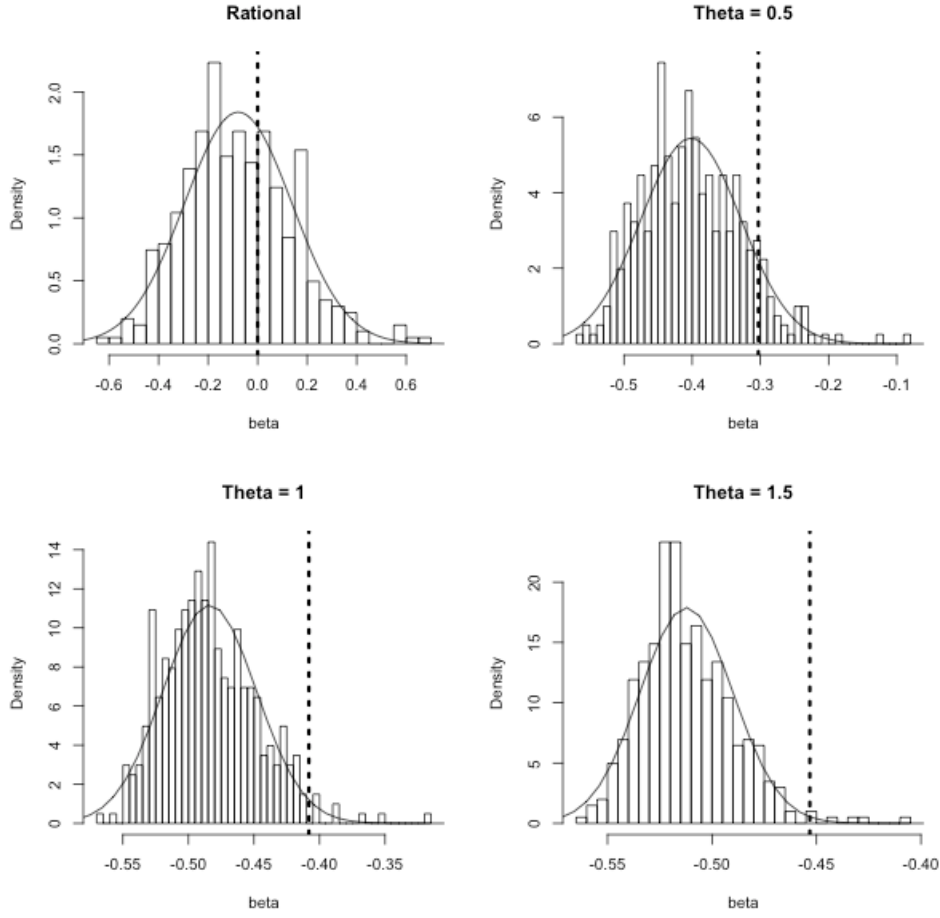 Rational
Density
0.0 0.5 1.0 1.5 2.0
-0.6 -0.4 -0.2 0.0 0.2 0.4 0.6
beta
Theta = 0.5
Density
0 2 4 6
-0.5 -0.4 -0.3 -0.2 -0.1
beta
Theta = 1
Density
0 2 4 6 8 10 12 14
-0.55 -0.50 -0.45 -0.40 -0.35
beta
Theta = 1.5
Density
0 5 10 15 20
-0.55 -0.50 -0.45 -0.40
beta